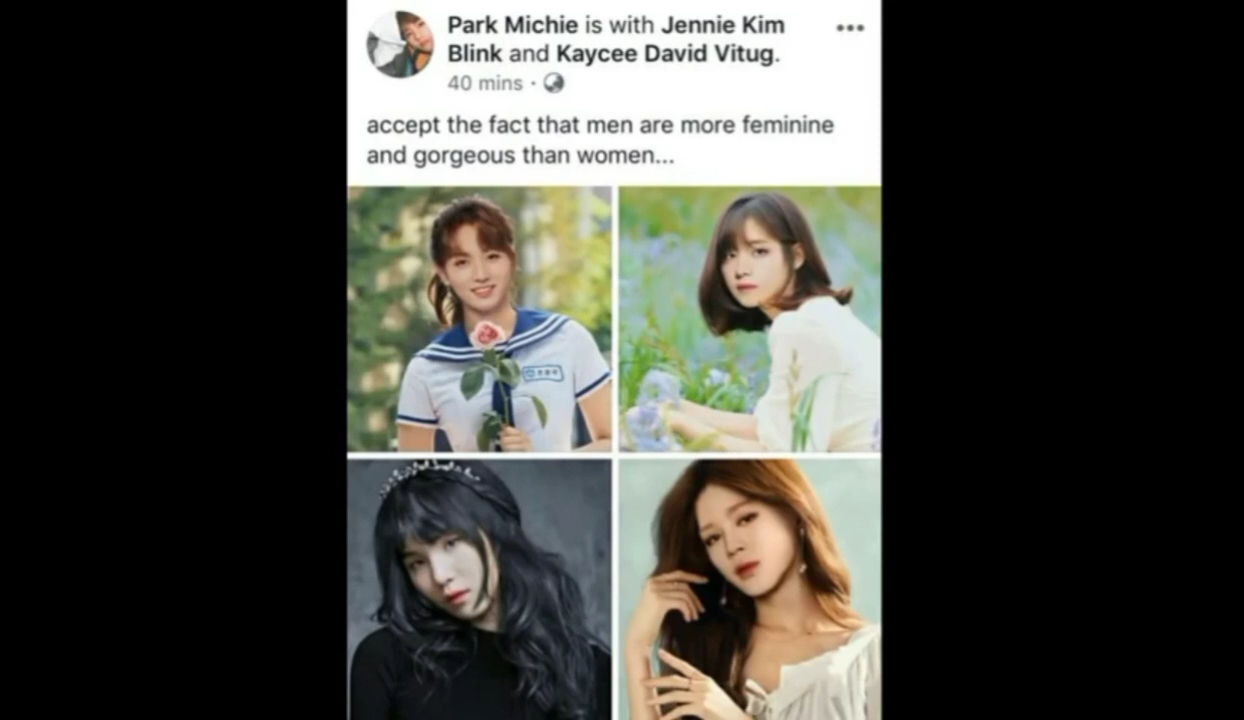 Park Michie is with Jennie Kim
Blink and Kaycee David Vitug.
40 mins ·
accept the fact that men are more feminine
and gorgeous than women...